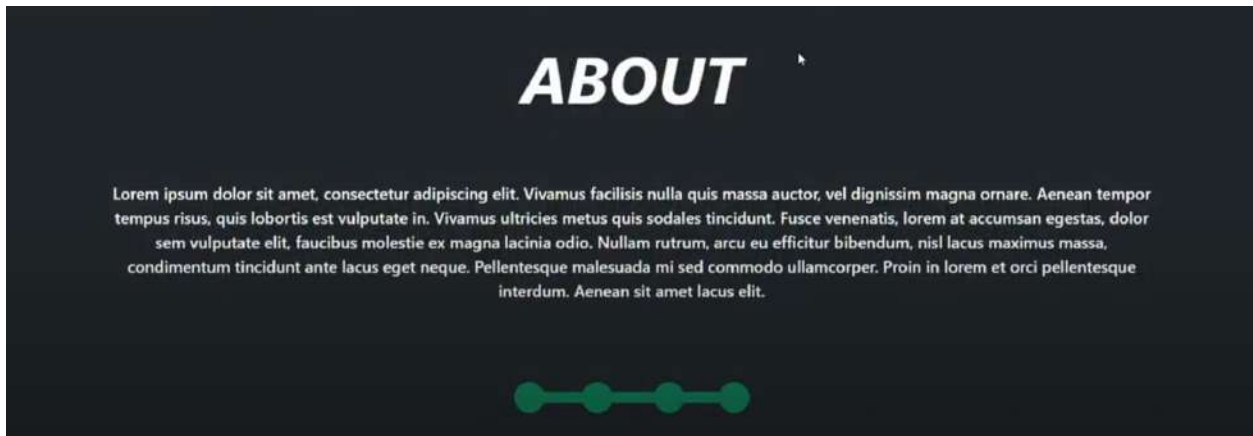 ABOUT
Lorem ipsum dolor sit amet, consectetur adipiscing elit. Vivamus facilisis nulla quis massa auctor, vel dignissim magna ornare. Aenean tempor
tempus risus, quis lobortis est vulputate in. Vivamus ultricies metus quis sodales tincidunt. Fusce venenatis, lorem at accumsan egestas, dolor
sem vulputate elit, faucibus molestie ex magna lacinia odio. Nullam rutrum, arcu eu efficitur bibendum, nisl lacus maximus massa,
condimentum tincidunt ante lacus eget neque. Pellentesque malesuada mi sed commodo ullamcorper. Proin in lorem et orci pellentesque
interdum. Aenean sit amet lacus elit.